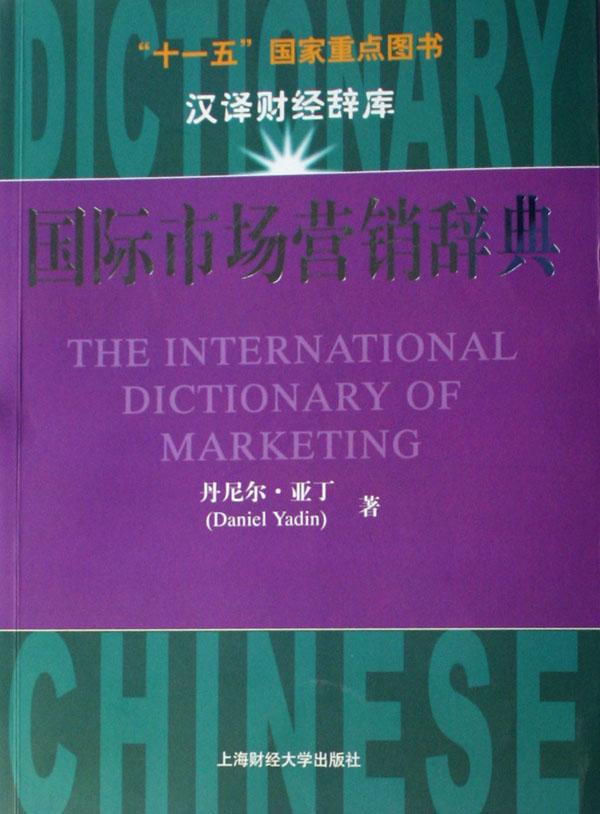 DICTIONARY
“十一五”国家重点图书
汉译财经辞库
国际市场营销辞典
THE INTERNATIONAL
DICTIONARY OF
MARKETING
丹尼尔·亚丁
(Daniel Yadin) 著
CHINESE
上海财经大学出版社